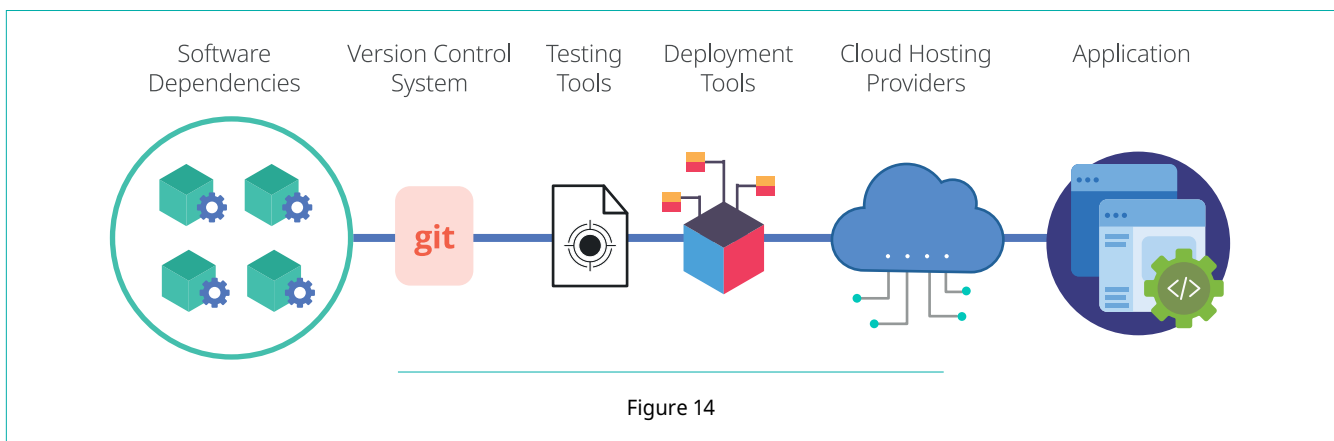 Software
Dependencies
Version Control
System
Testing
Tools
Deployment
Tools
Cloud Hosting
Providers
Application
git
</>
Figure 14